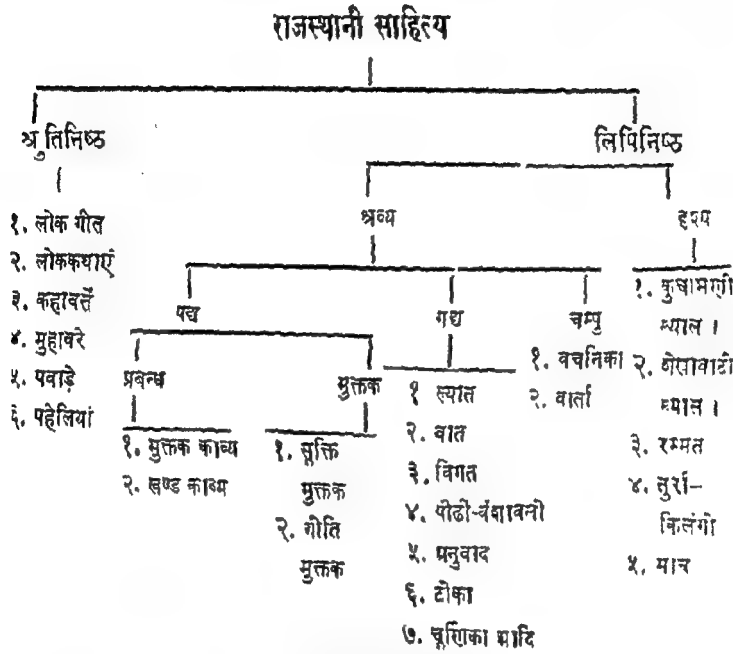 राजस्थानी साहित्य
श्रुतिनिष्ठ
१. लोक गीत
२. लोककथाएं
३. कहावतें
४. मुहावरे
५. पवाड़े
६. पहेलियां
लिपिनिष्ठ
श्रव्य
पद्य
प्रबन्ध
१. मुक्तक काव्य
२. खण्ड काव्य
मुक्तक
१. सूक्ति
मुक्तक
२. गीति
मुक्तक
गद्य
१ ख्यात
२. वात
३. विगत
४. पीढी-वंशावली
५. अनुवाद
६. टीका
७. चूर्णिका आदि
चम्पु
१. वचनिका
२. वार्ता
दृश्य
१. कुचामणी
ख्याल ।
२. शेखावाटी
ख्याल ।
३. रम्मत
४. तुर्रा-
किलंगी
५. माच